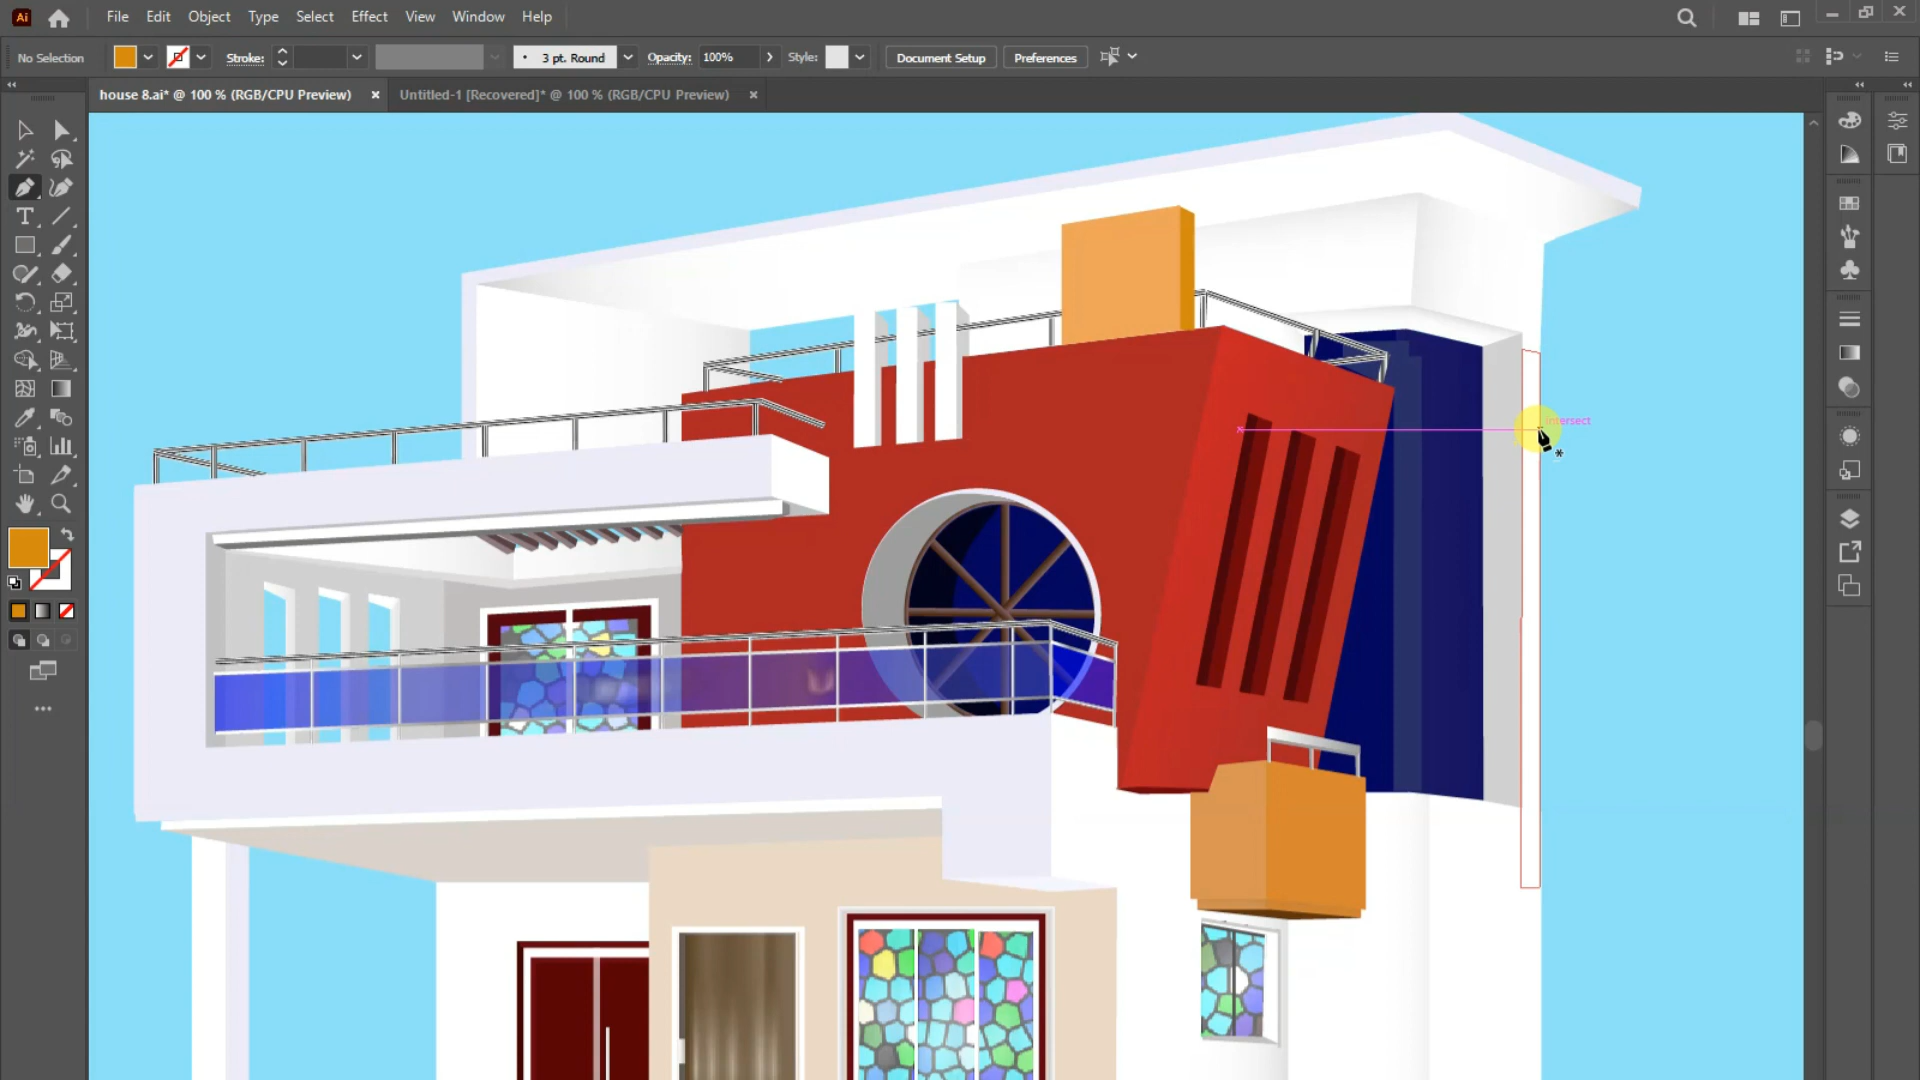 Ai File Edit Object Type Select Effect View Window Help
No Selection Stroke: 3 pt. Round Opacity: 100% Style: Document Setup Preferences
house 8.ai* @ 100 % (RGB/CPU Preview) Untitled-1 [Recovered]* @ 100 % (RGB/CPU Preview)
intersect